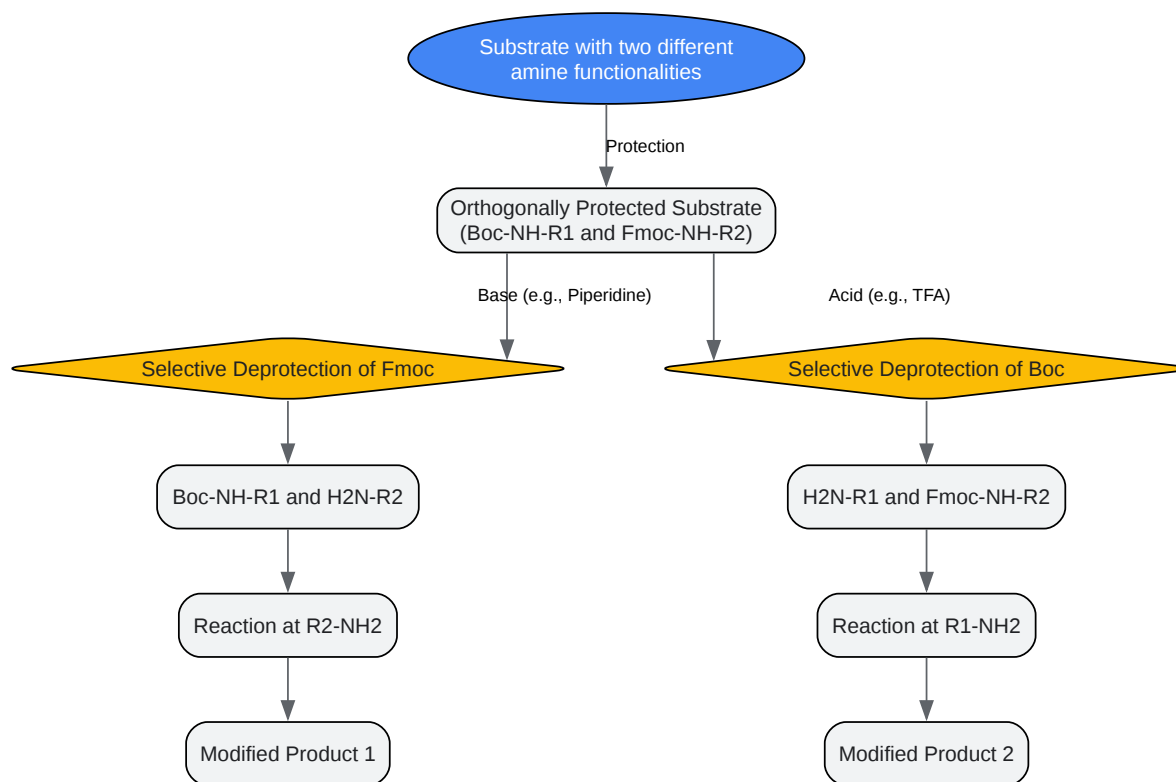 Substrate with two different
amine functionalities
Protection
Orthogonally Protected Substrate
(Boc-NH-R1 and Fmoc-NH-R2)
Base (e.g., Piperidine)
Acid (e.g., TFA)
Selective Deprotection of Fmoc
Selective Deprotection of Boc
Boc-NH-R1 and H2N-R2
H2N-R1 and Fmoc-NH-R2
Reaction at R2-NH2
Reaction at R1-NH2
Modified Product 1
Modified Product 2